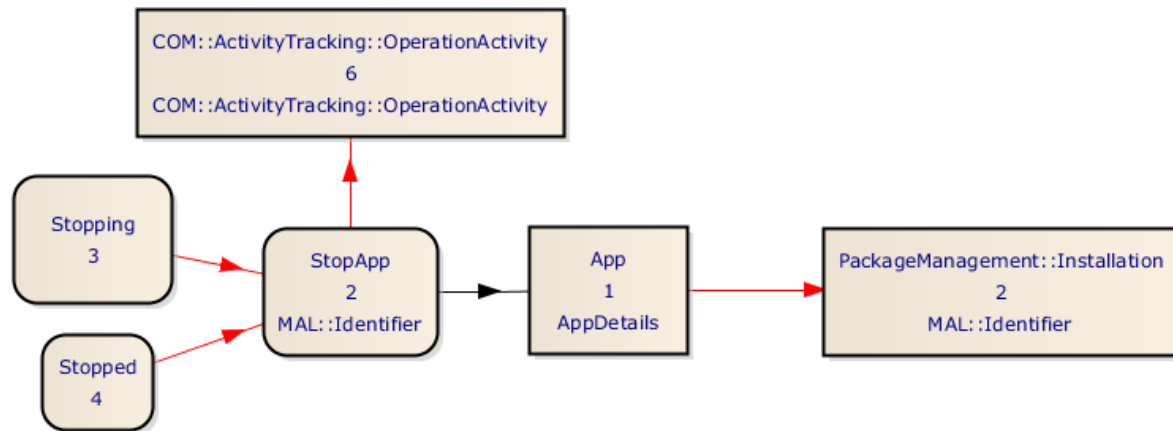 COM::ActivityTracking::OperationActivity
6
COM::ActivityTracking::OperationActivity
Stopping
3
StopApp
2
MAL::Identifier
App
1
AppDetails
PackageManagement::Installation
2
MAL::Identifier
Stopped
4